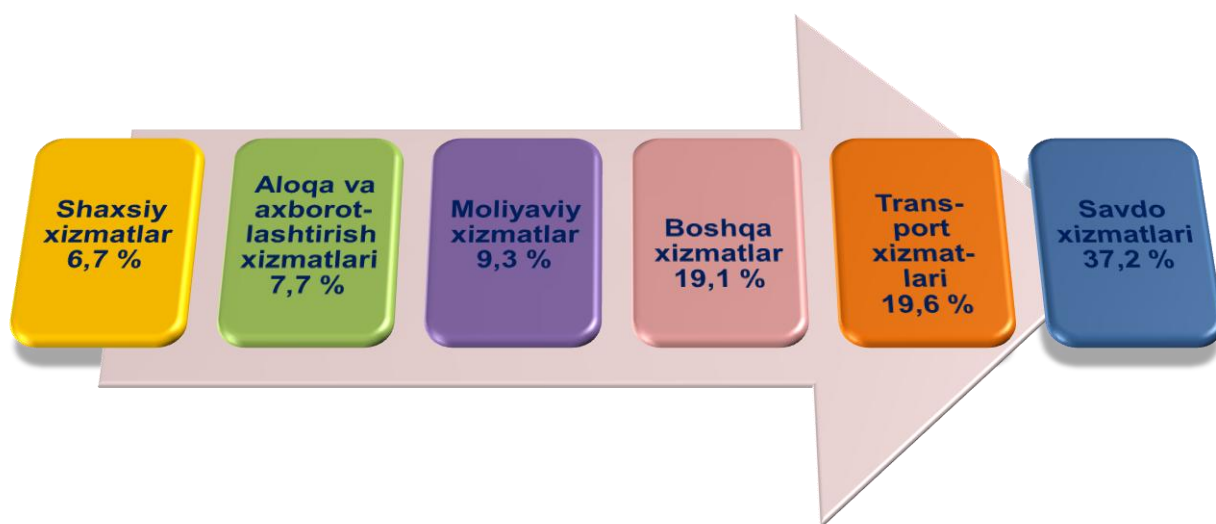 Shaxsiy
xizmatlar
6,7 %
Aloqa va
axborot-
lashtirish
xizmatlari
7,7 %
Moliyaviy
xizmatlar
9,3 %
Boshqa
xizmatlar
19,1 %
Trans-
port
xizmat-
lari
19,6 %
Savdo
xizmatlari
37,2 %